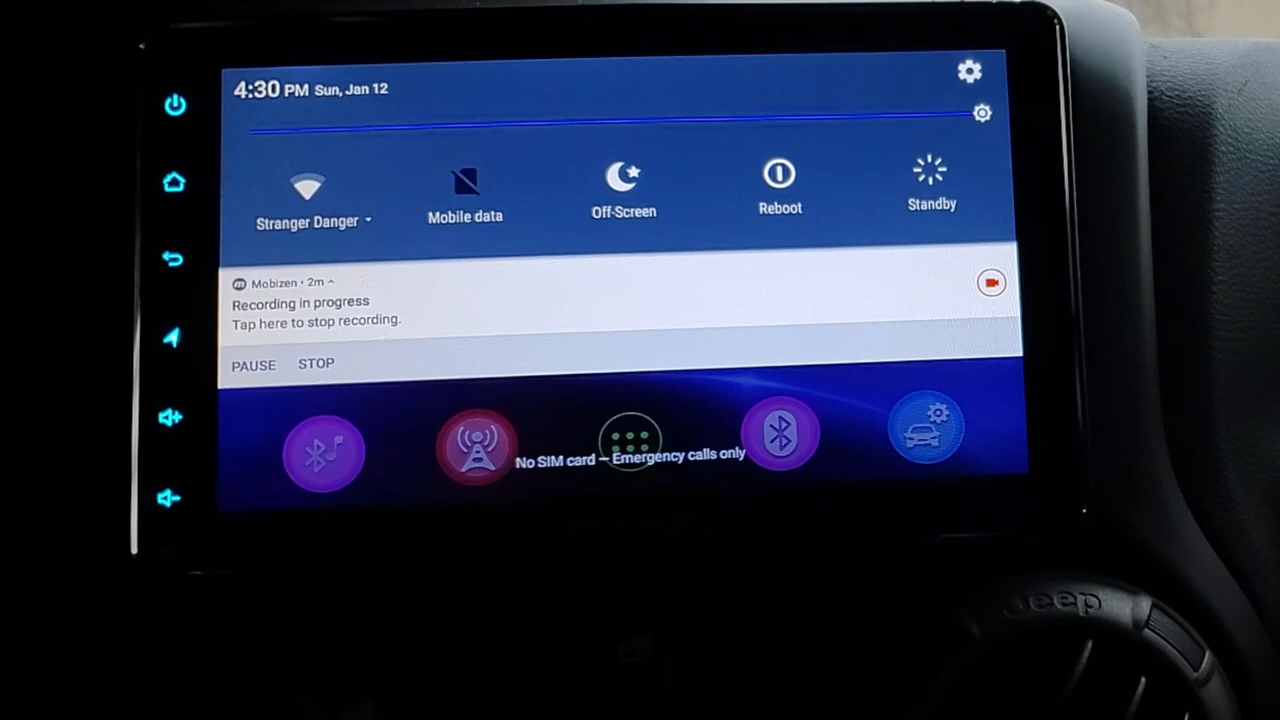 4:30 PM Sun, Jan 12
Stranger Danger
Mobile data
Off-Screen
Reboot
Standby
Mobizen • 2m
Recording in progress
Tap here to stop recording.
PAUSE STOP
No SIM card – Emergency calls only
Jeep